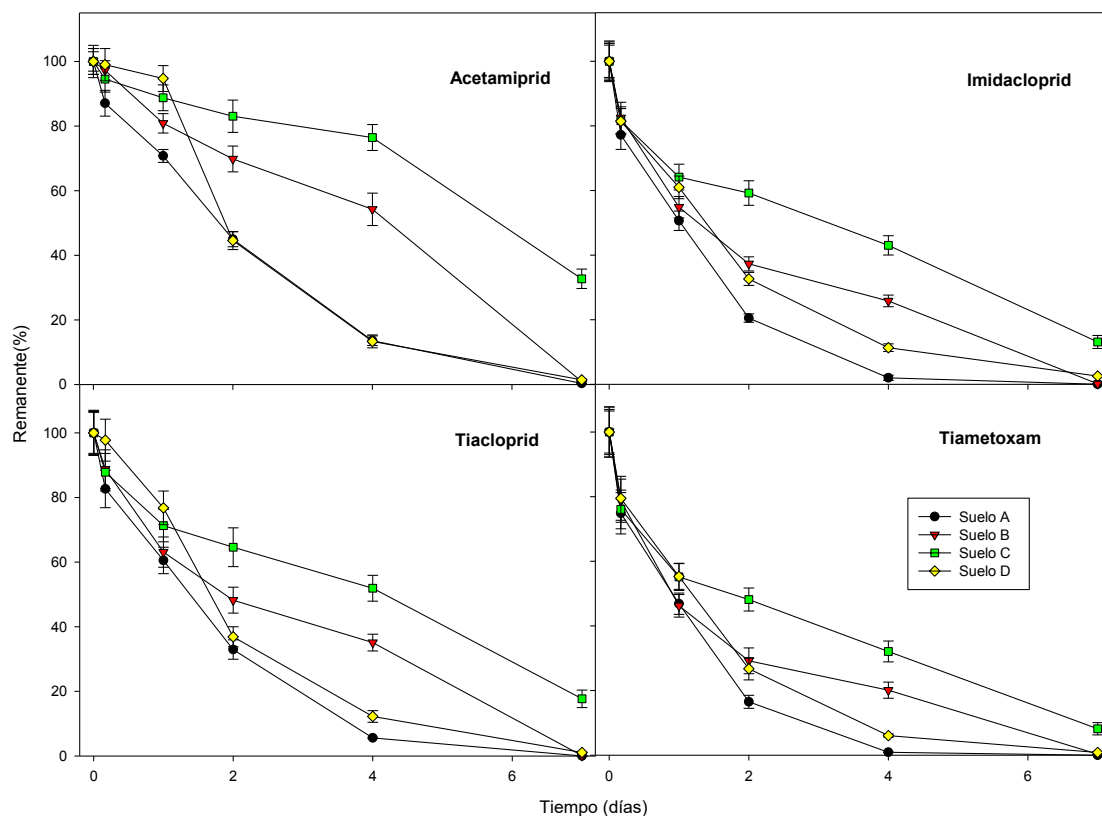 Acetamiprid
Imidacloprid
100
80
60
40
20
0
Remanente(%)
Tiacloprid
Tiametoxam
100
80
60
40
20
0
Suelo A
Suelo B
Suelo C
Suelo D
0 2 4 6 0 2 4 6
Tiempo (días)